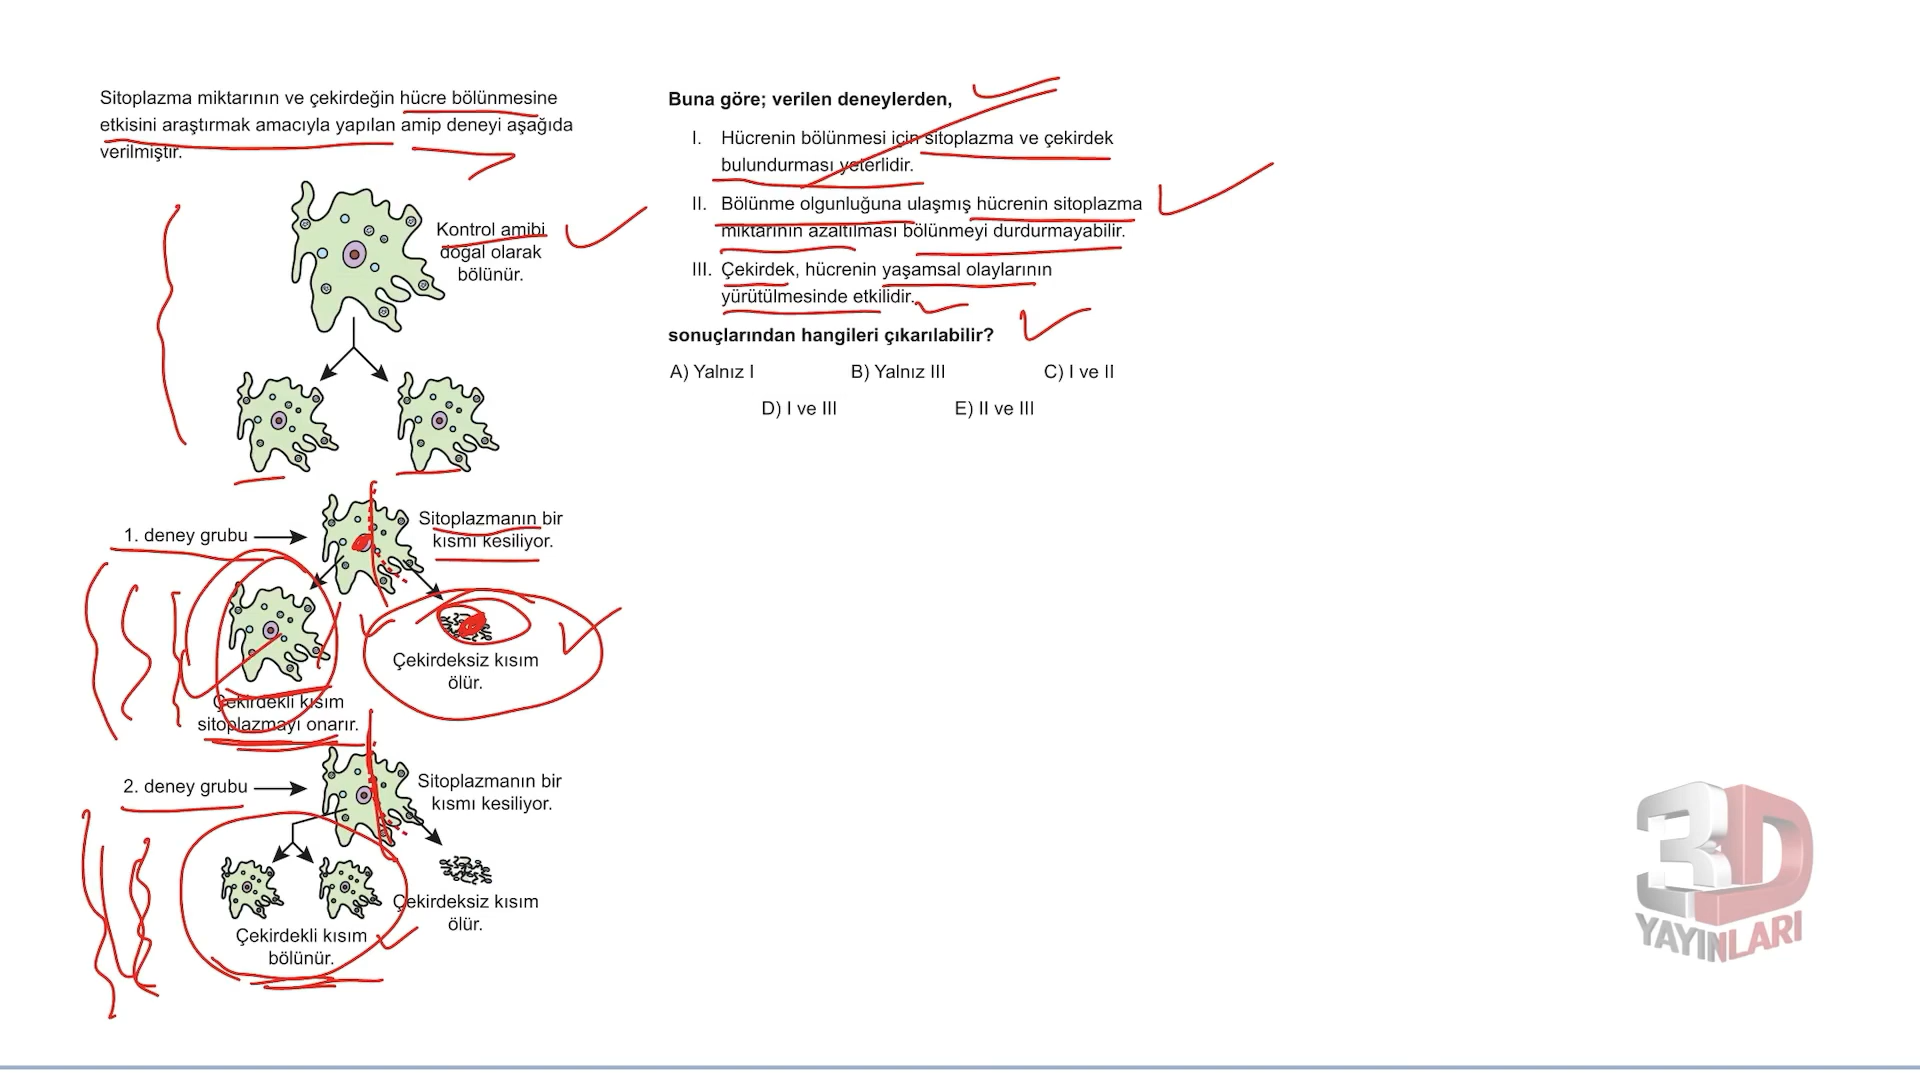 Sitoplazma miktarının ve çekirdeğin hücre bölünmesine
etkisini araştırmak amacıyla yapılan amip deneyi aşağıda
verilmiştir.
Kontrol amibi
doğal olarak
bölünür.
1. deney grubu
Sitoplazmanın bir
kısmı kesiliyor.
Çekirdeksiz kısım
ölür.
Çekirdekli kısım
sitoplazmayı onarır.
2. deney grubu
Sitoplazmanın bir
kısmı kesiliyor.
Çekirdeksiz kısım
ölür.
Çekirdekli kısım
bölünür.
Buna göre; verilen deneylerden,
I. Hücrenin bölünmesi için sitoplazma ve çekirdek
bulundurması yeterlidir.
II. Bölünme olgunluğuna ulaşmış hücrenin sitoplazma
miktarının azaltılması bölünmeyi durdurmayabilir.
III. Çekirdek, hücrenin yaşamsal olaylarının
yürütülmesinde etkilidir.
sonuçlarından hangileri çıkarılabilir?
A) Yalnız I B) Yalnız III C) I ve II
D) I ve III E) II ve III
3D
YAYINLARI